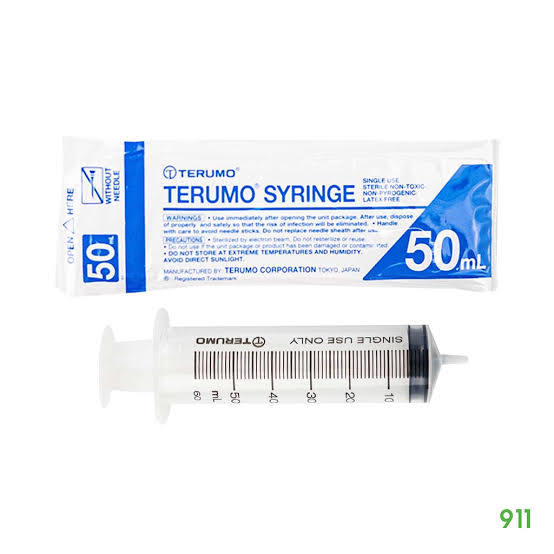 OPEN HERE
50 mL
WITHOUT
NEEDLE
TERUMO®
TERUMO® SYRINGE
SINGLE USE
STERILE NON-TOXIC
NON-PYROGENIC
LATEX FREE
WARNINGS • Use immediately after opening the unit package. After use, dispose
of properly and safely so that the risk of infection will be eliminated. • Handle
with care to avoid needle sticks. Do not replace needle sheath after use.
PRECAUTIONS • Sterilized by electron beam. Do not resterilize or reuse.
• Do not use if the unit package or product has been damaged or contaminated.
• DO NOT STORE AT EXTREME TEMPERATURES AND HUMIDITY.
AVOID DIRECT SUNLIGHT.
MANUFACTURED BY: TERUMO CORPORATION TOKYO, JAPAN
® : Registered Trademark
50 mL
TERUMO® SINGLE USE ONLY
60 mL 50 40 30 20 10
911